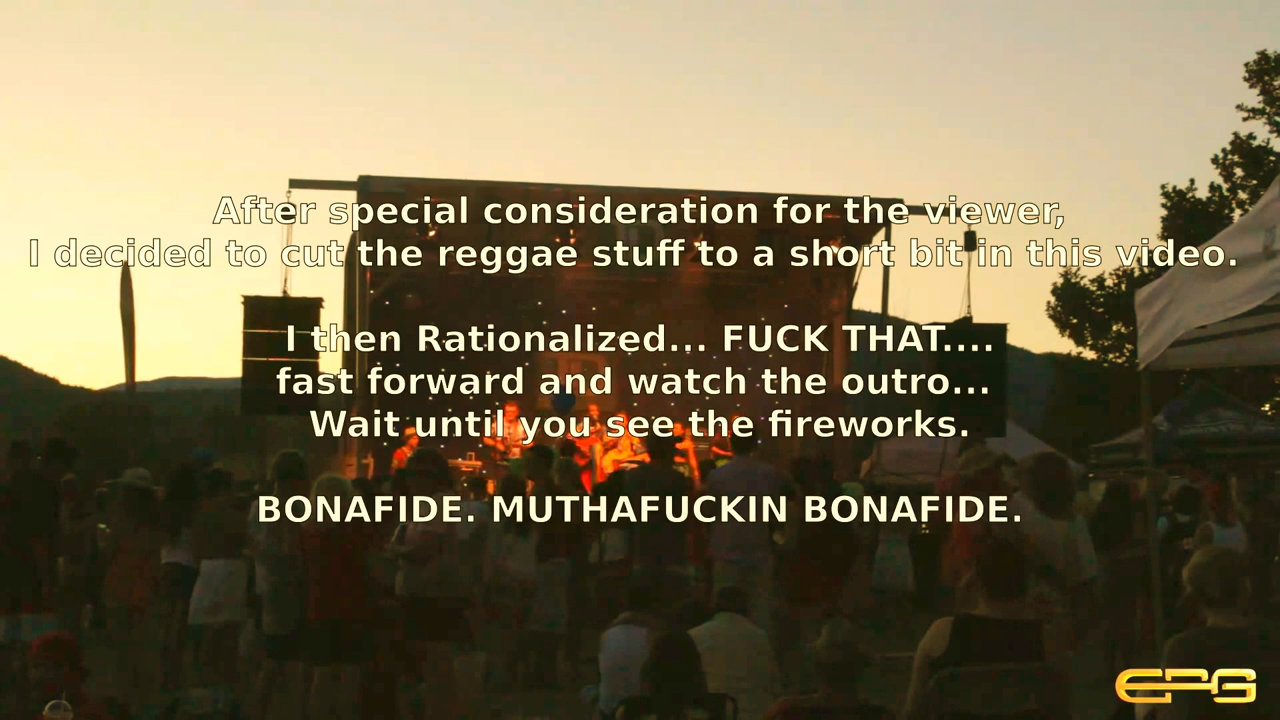 After special consideration for the viewer,
I decided to cut the reggae stuff to a short bit in this video.
I then Rationalized... FUCK THAT....
fast forward and watch the outro...
Wait until you see the fireworks.
BONAFIDE. MUTHAFUCKIN BONAFIDE.
EPG